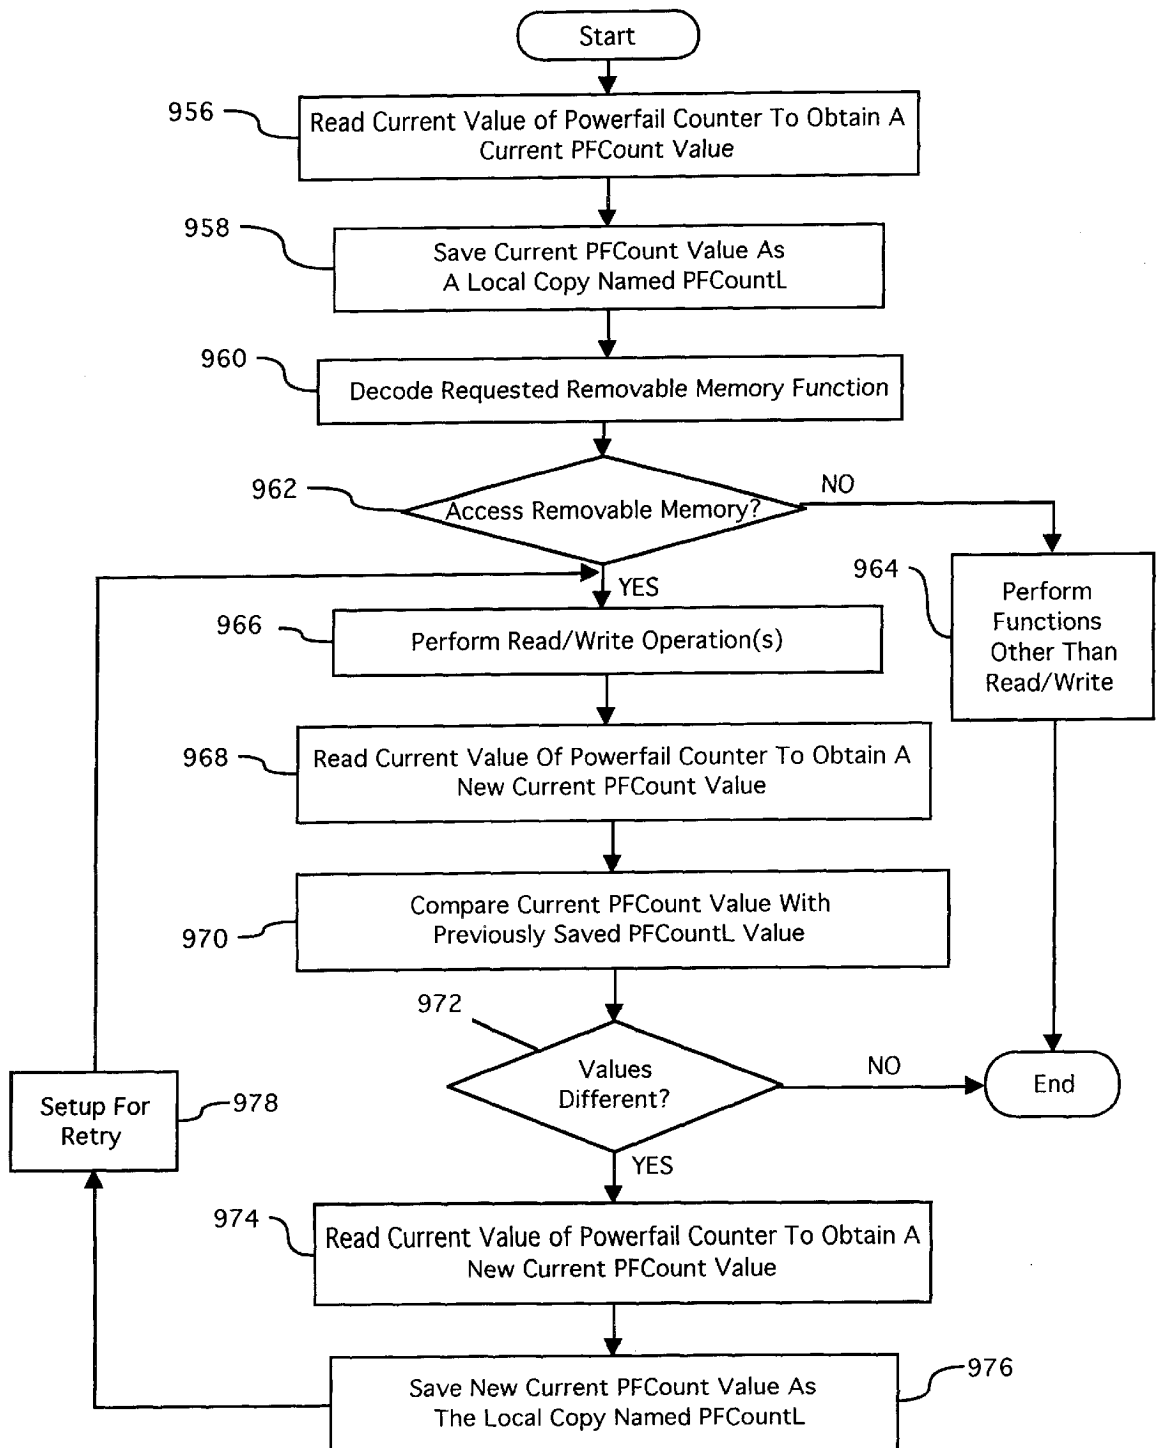 Start
956
Read Current Value of Powerfail Counter To Obtain A
Current PFCount Value
958
Save Current PFCount Value As
A Local Copy Named PFCountL
960
Decode Requested Removable Memory Function
962
Access Removable Memory?
NO
YES
964
Perform
Functions
Other Than
Read/Write
966
Perform Read/Write Operation(s)
968
Read Current Value Of Powerfail Counter To Obtain A
New Current PFCount Value
970
Compare Current PFCount Value With
Previously Saved PFCountL Value
972
Values
Different?
NO
End
YES
Setup For
Retry
978
974
Read Current Value of Powerfail Counter To Obtain A
New Current PFCount Value
976
Save New Current PFCount Value As
The Local Copy Named PFCountL